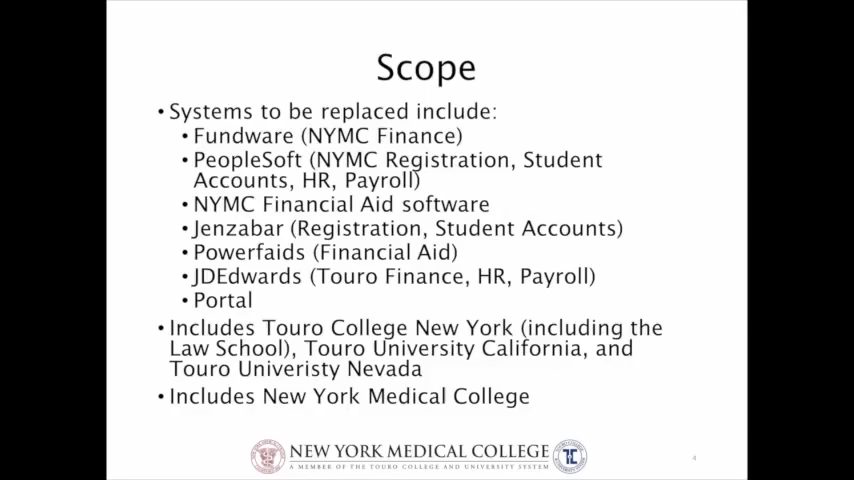 Scope
• Systems to be replaced include:
• Fundware (NYMC Finance)
• PeopleSoft (NYMC Registration, Student
Accounts, HR, Payroll)
• NYMC Financial Aid software
• Jenzabar (Registration, Student Accounts)
• Powerfaids (Financial Aid)
• JDEdwards (Touro Finance, HR, Payroll)
• Portal
• Includes Touro College New York (including the
Law School), Touro University California, and
Touro Univeristy Nevada
• Includes New York Medical College
NEW YORK MEDICAL COLLEGE
A MEMBER OF THE TOURO COLLEGE AND UNIVERSITY SYSTEM
4